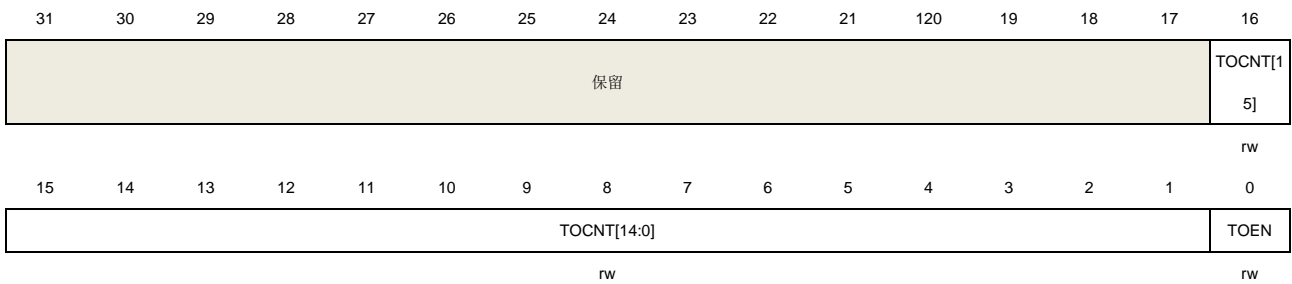 31 30 29 28 27 26 25 24 23 22 21 120 19 18 17 16
保留
TOCNT[1
5]
rw
15 14 13 12 11 10 9 8 7 6 5 4 3 2 1 0
TOCNT[14:0] TOEN
rw rw